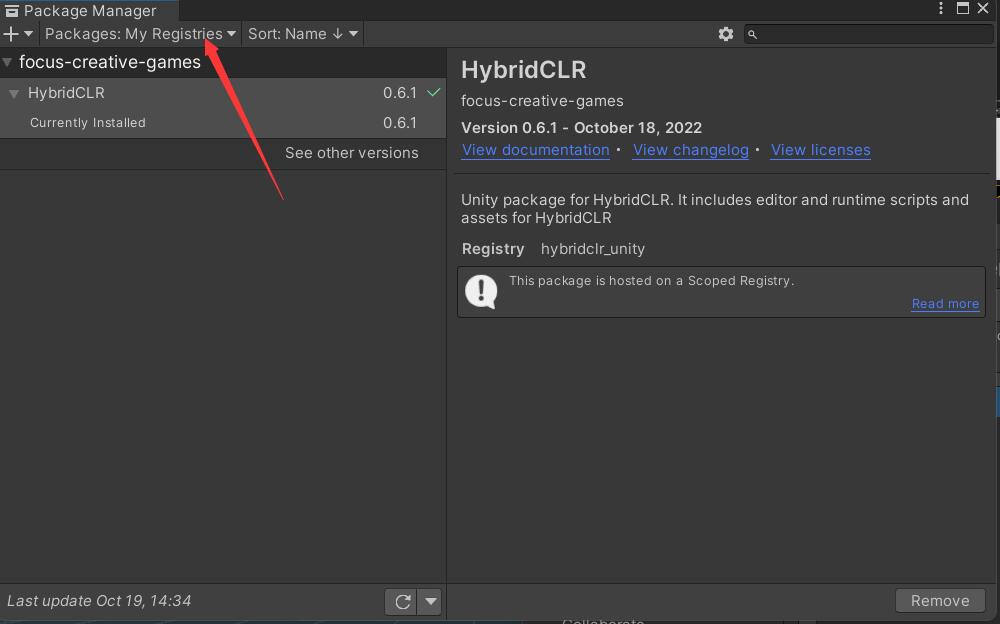 Package Manager
Packages: My Registries
Sort: Name ↓
focus-creative-games
HybridCLR 0.6.1
Currently Installed 0.6.1
See other versions
HybridCLR
focus-creative-games
Version 0.6.1 - October 18, 2022
View documentation • View changelog • View licenses
Unity package for HybridCLR. It includes editor and runtime scripts and
assets for HybridCLR
Registry hybridclr_unity
This package is hosted on a Scoped Registry.
Read more
Last update Oct 19, 14:34
Remove
Collaborate